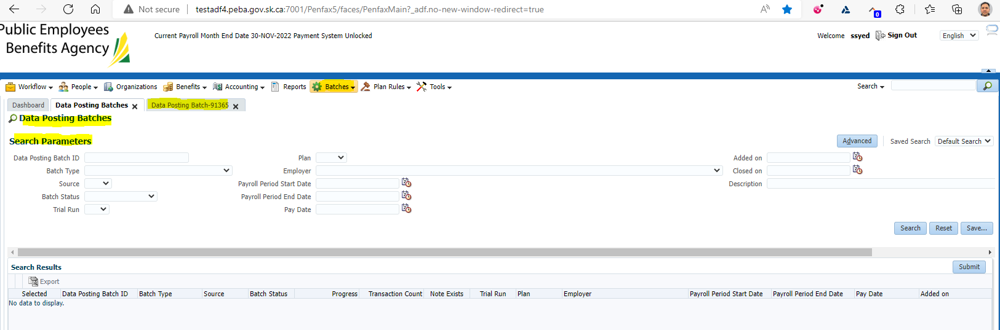 Not secure | testadf4.peba.gov.sk.ca:7001/Penfax5/faces/PenfaxMain?_adf.no-new-window-redirect=true
A
0
Public Employees
Benefits Agency
Current Payroll Month End Date 30-NOV-2022 Payment System Unlocked
Welcome ssyed Sign Out English
Workflow People Organizations Benefits Accounting Reports Batches Plan Rules Tools Search
Dashboard Data Posting Batches Data Posting Batch-91365
Data Posting Batches
Search Parameters Advanced Saved Search Default Search
Data Posting Batch ID Plan Added on
Batch Type Employer Closed on
Source Payroll Period Start Date Description
Batch Status Payroll Period End Date
Trial Run Pay Date
Search Reset Save...
Search Results Submit
Export
Selected Data Posting Batch ID Batch Type Source Batch Status Progress Transaction Count Note Exists Trial Run Plan Employer Payroll Period Start Date Payroll Period End Date Pay Date Added on
No data to display.